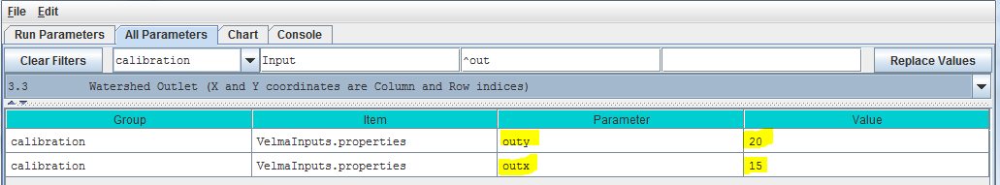 File Edit
Run Parameters All Parameters Chart Console
Clear Filters calibration Input ^out Replace Values
3.3 Watershed Outlet (X and Y coordinates are Column and Row indices)
Group Item Parameter Value
calibration VelmaInputs.properties outy 20
calibration VelmaInputs.properties outx 15